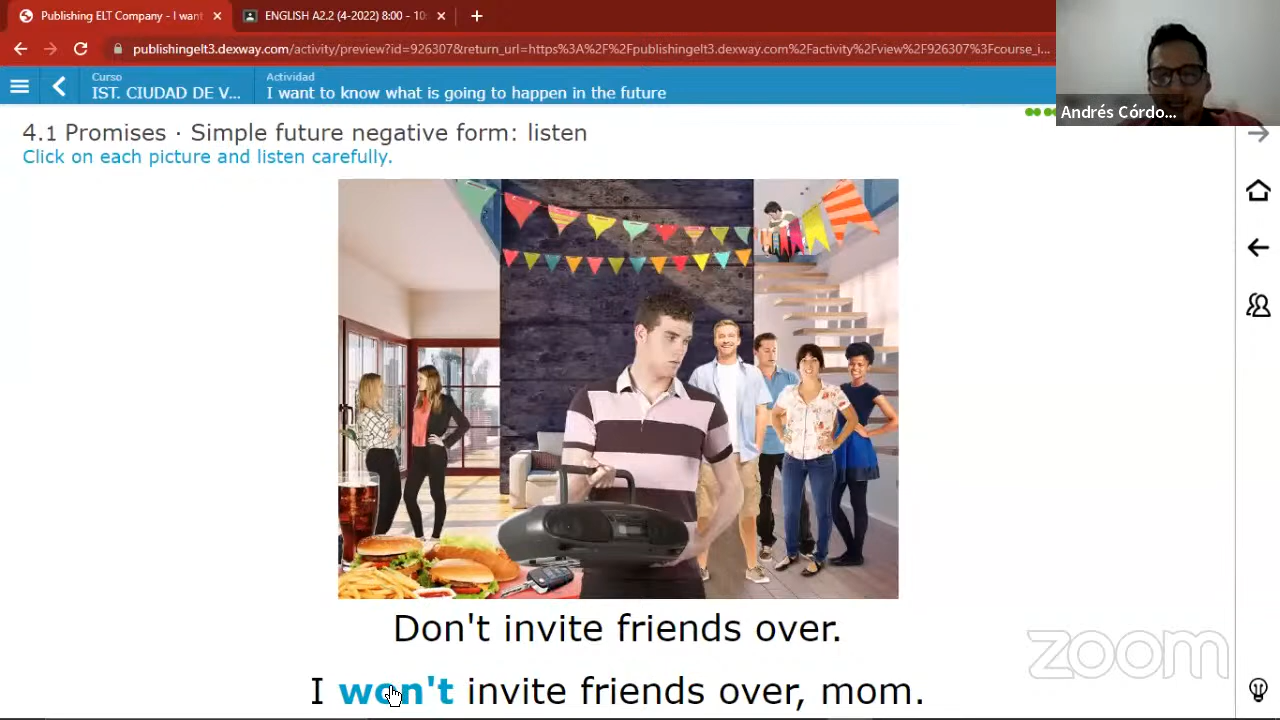 Publishing ELT Company - I want
ENGLISH A2.2 (4-2022) 8:00 - 10:
publishingelt3.dexway.com/activity/preview?id=926307&return_url=https%3A%2F%2Fpublishingelt3.dexway.com%2Factivity%2Fview%2F926307%3Fcourse_i...
Curso
IST. CIUDAD DE V...
Actividad
I want to know what is going to happen in the future
Andrés Córdo...
4.1 Promises · Simple future negative form: listen
Click on each picture and listen carefully.
Don't invite friends over.
I won't invite friends over, mom.
zoom